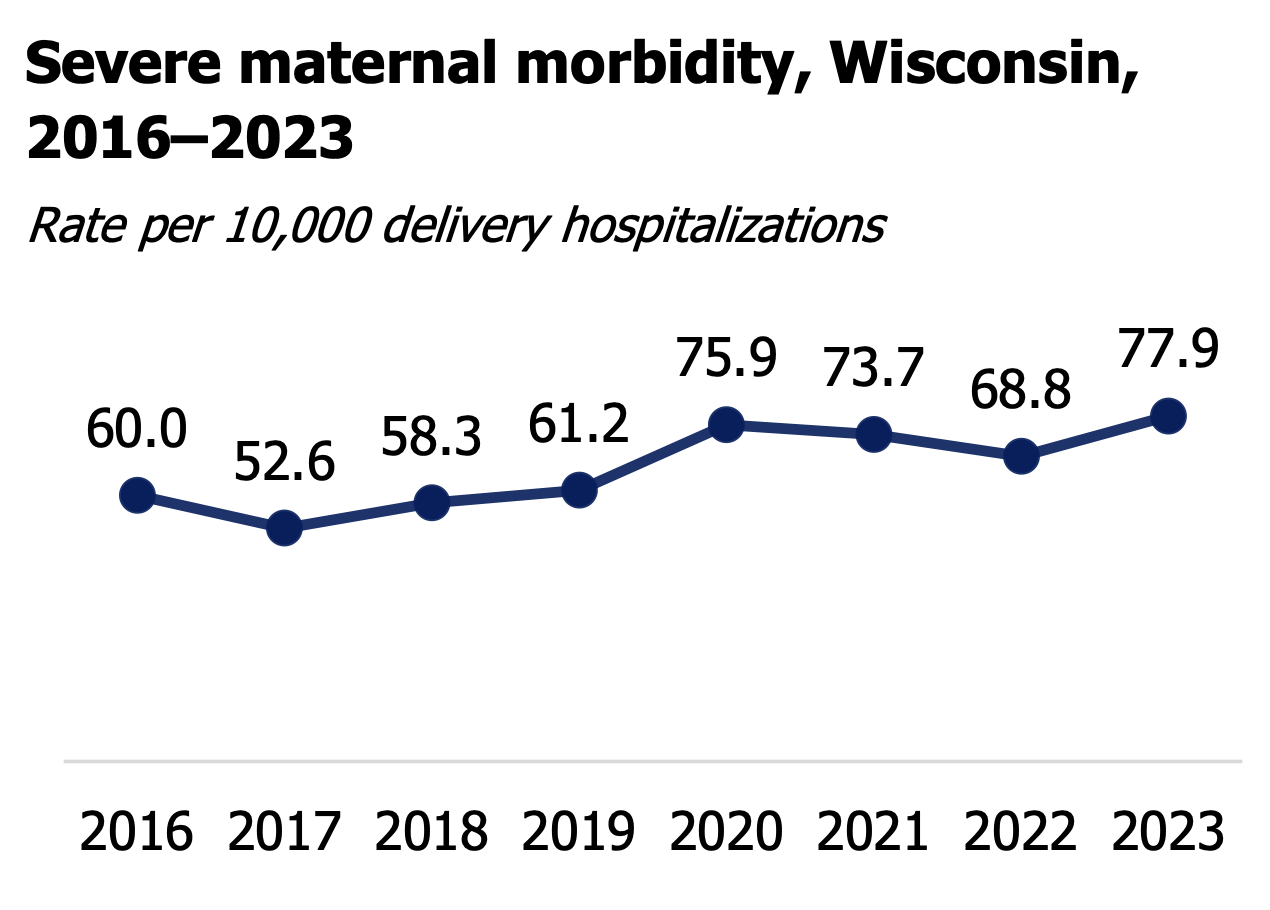 Severe maternal morbidity, Wisconsin,
2016–2023
Rate per 10,000 delivery hospitalizations
60.0 52.6 58.3 61.2 75.9 73.7 68.8 77.9
2016 2017 2018 2019 2020 2021 2022 2023